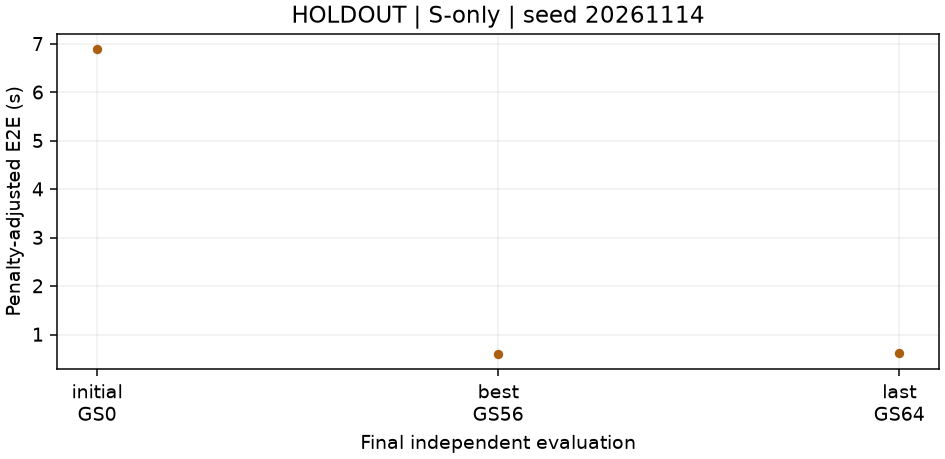 HOLDOUT | S-only | seed 20261114
Penalty-adjusted E2E (s)
7
6
5
4
3
2
1
initial
GS0
best
GS56
last
GS64
Final independent evaluation